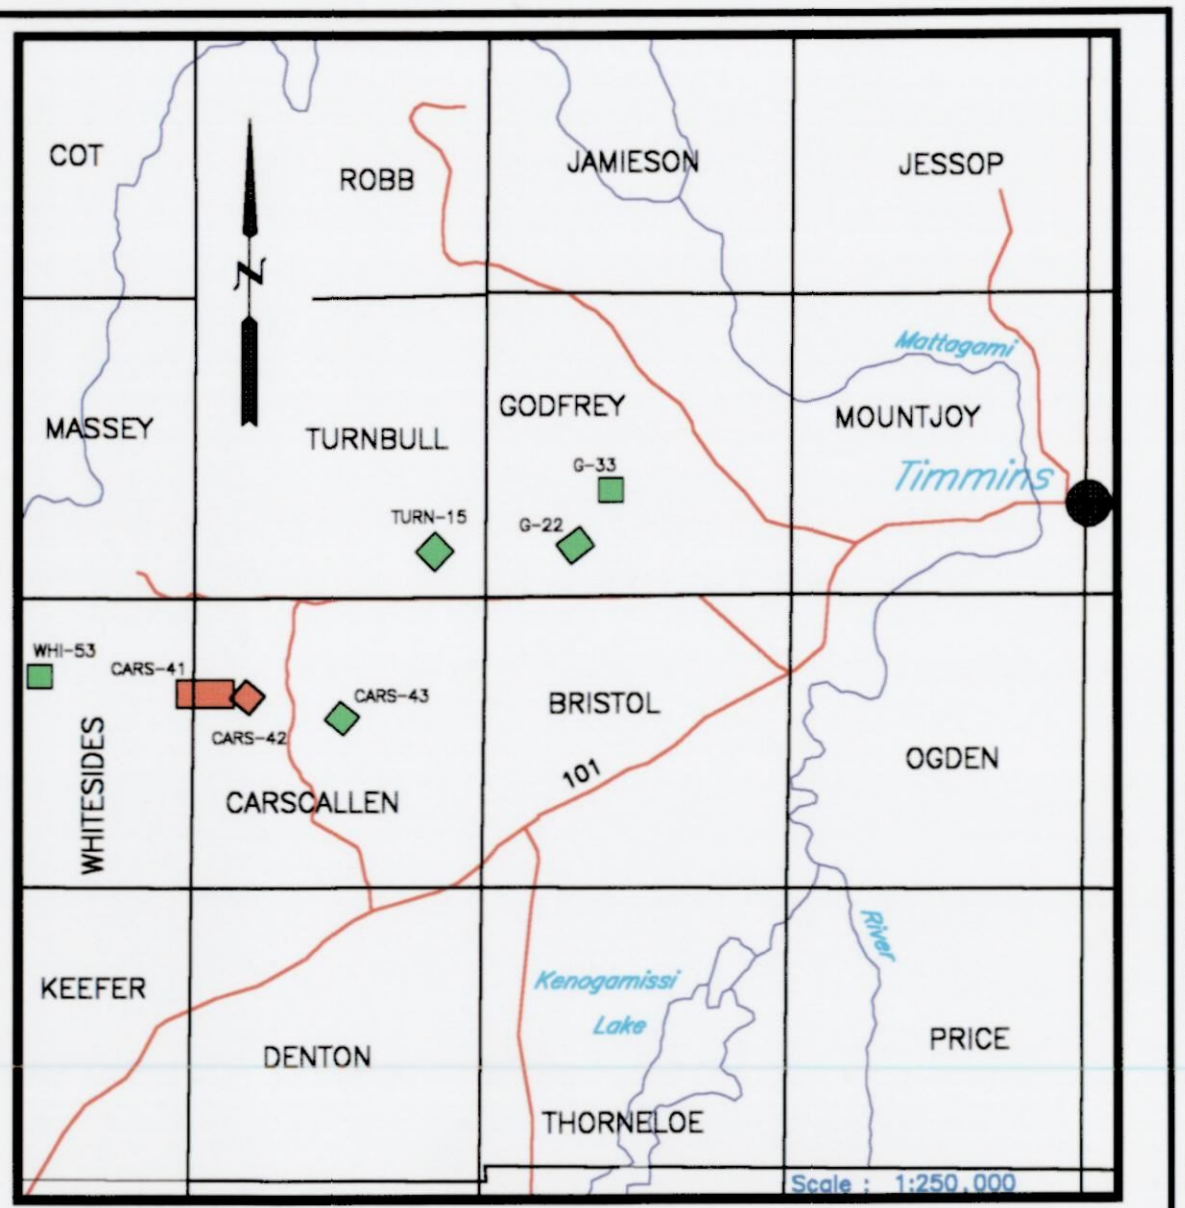 COT
ROBB
JAMIESON
JESSOP
N
Mattagami
MASSEY
TURNBULL
GODFREY
MOUNTJOY
G-33
Timmins
TURN-15
G-22
WHI-53
CARS-41
CARS-43
CARS-42
BRISTOL
WHITESIDES
OGDEN
101
CARSCALLEN
River
KEEFER
Kenogamissi
Lake
DENTON
PRICE
THORNELOE
Scale : 1:250,000